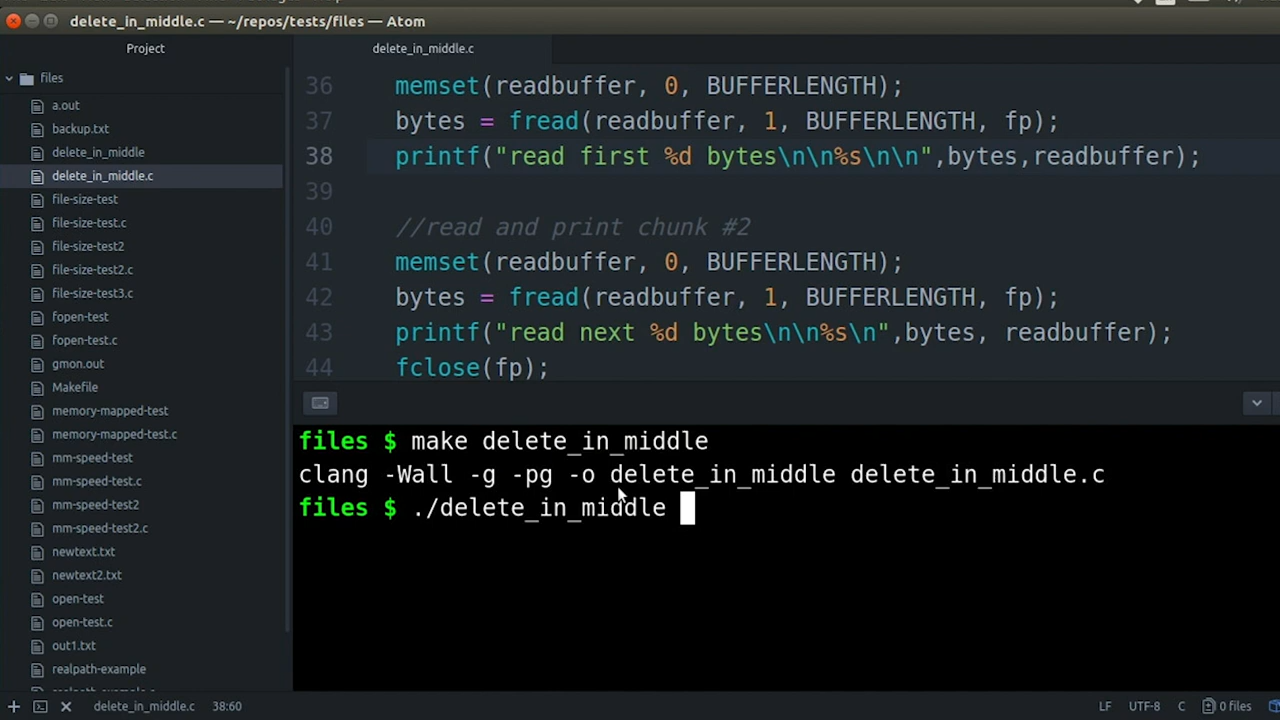 delete_in_middle.c — ~/repos/tests/files — Atom
Project
delete_in_middle.c
files
a.out
backup.txt
delete_in_middle
delete_in_middle.c
file-size-test
file-size-test.c
file-size-test2
file-size-test2.c
file-size-test3.c
fopen-test
fopen-test.c
gmon.out
Makefile
memory-mapped-test
memory-mapped-test.c
mm-speed-test
mm-speed-test.c
mm-speed-test2
mm-speed-test2.c
newtext.txt
newtext2.txt
open-test
open-test.c
out1.txt
realpath-example
36 memset(readbuffer, 0, BUFFERLENGTH);
37 bytes = fread(readbuffer, 1, BUFFERLENGTH, fp);
38 printf("read first %d bytes\n\n%s\n\n",bytes,readbuffer);
39
40 //read and print chunk #2
41 memset(readbuffer, 0, BUFFERLENGTH);
42 bytes = fread(readbuffer, 1, BUFFERLENGTH, fp);
43 printf("read next %d bytes\n\n%s\n",bytes, readbuffer);
44 fclose(fp);
files $ make delete_in_middle
clang -Wall -g -pg -o delete_in_middle delete_in_middle.c
files $ ./delete_in_middle
delete_in_middle.c 38:60 LF UTF-8 C 0 files